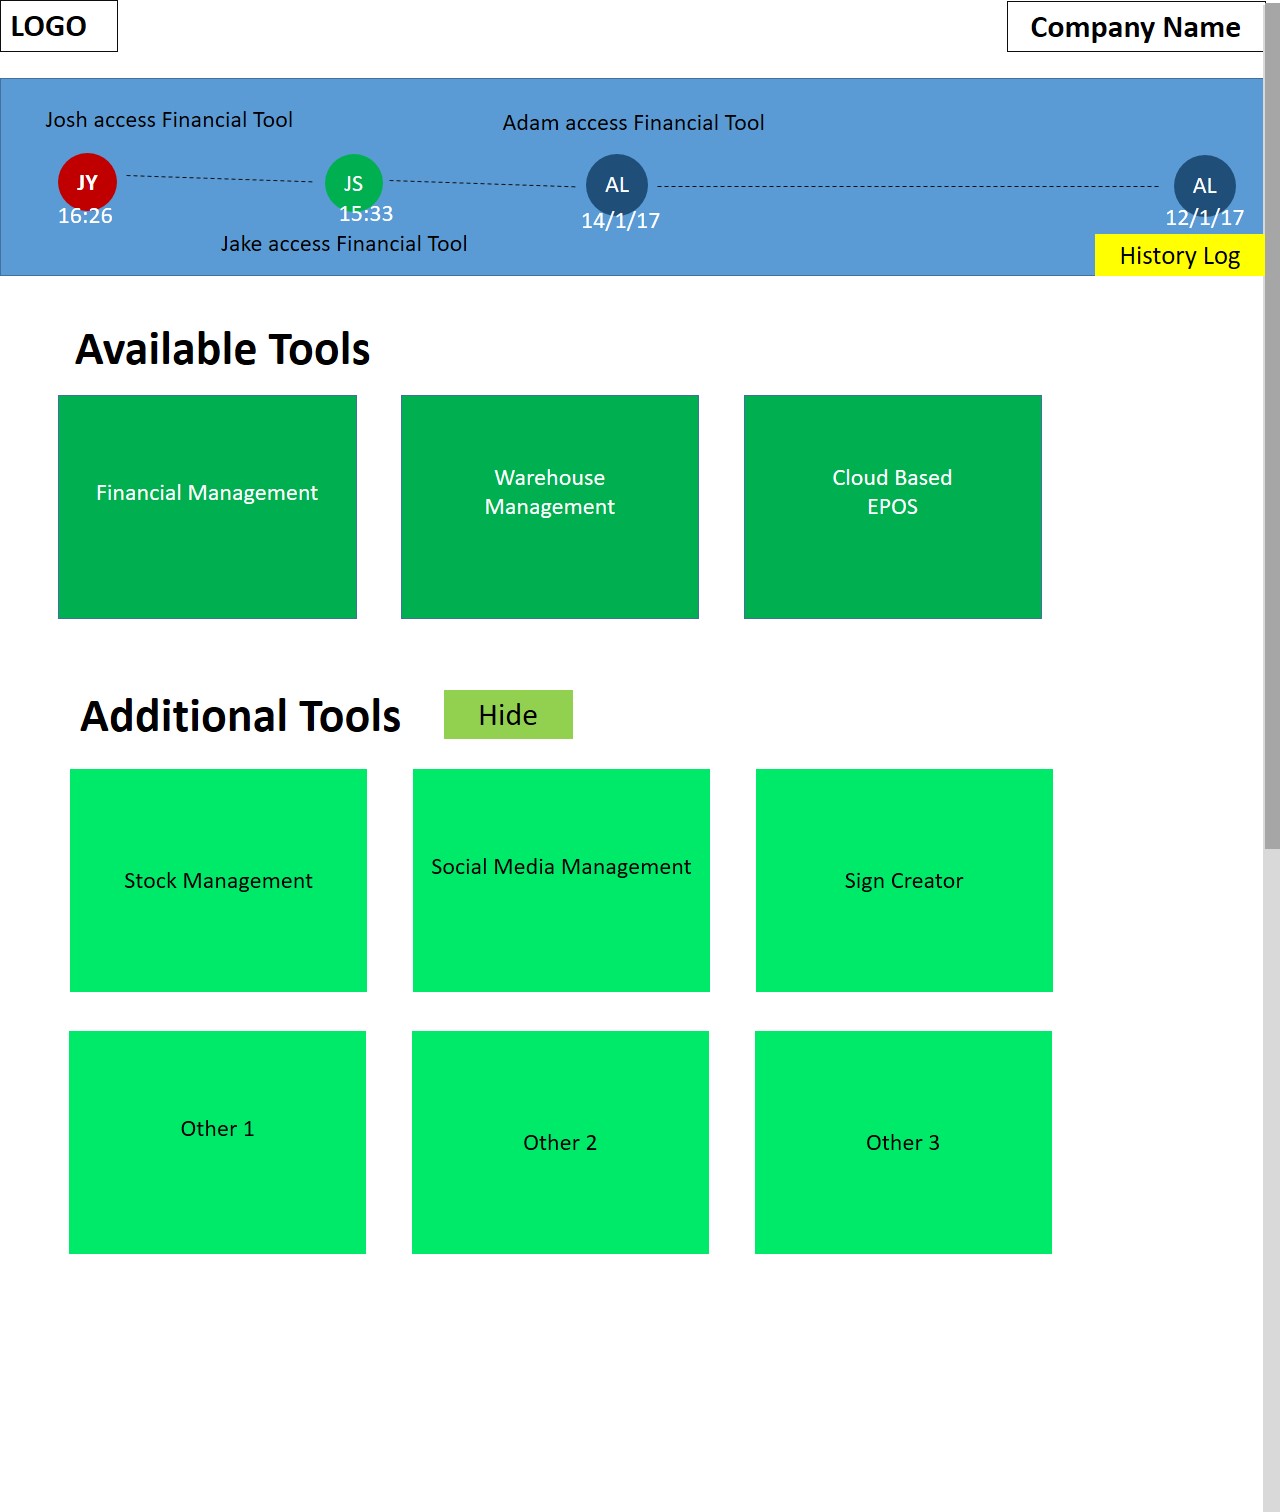 LOGO
Company Name
Josh access Financial Tool
Adam access Financial Tool
JY
JS
AL
AL
16:26
15:33
14/1/17
12/1/17
Jake access Financial Tool
History Log
Available Tools
Financial Management
Warehouse
Management
Cloud Based
EPOS
Additional Tools
Hide
Stock Management
Social Media Management
Sign Creator
Other 1
Other 2
Other 3